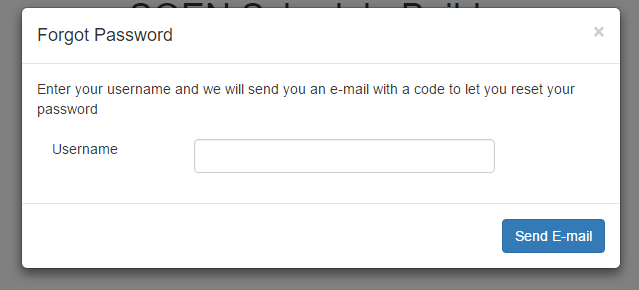 Forgot Password ×
Enter your username and we will send you an e-mail with a code to let you reset your
password
Username
Send E-mail